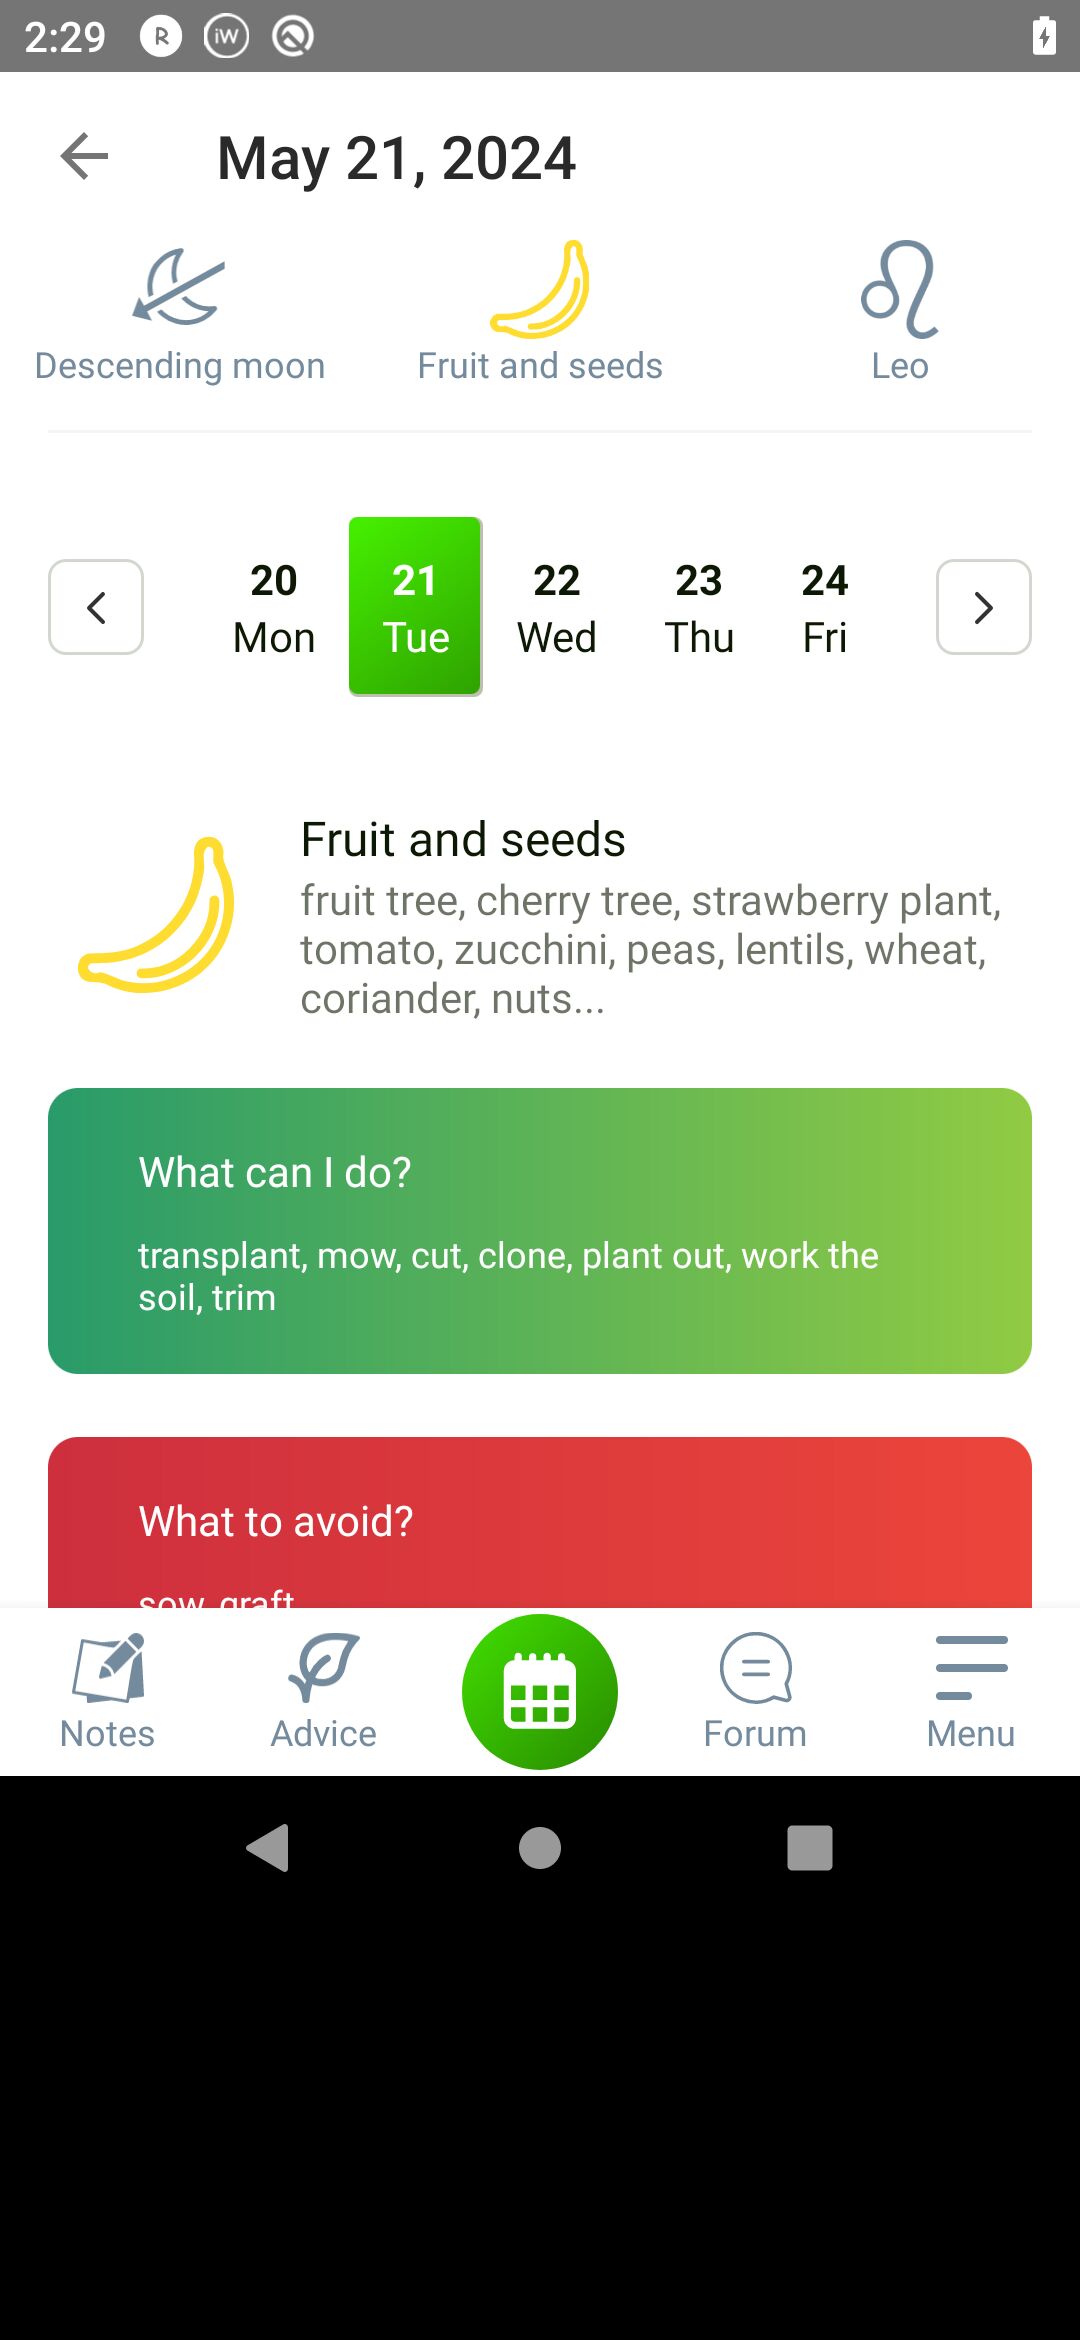 2:29
R iW
May 21, 2024
Descending moon
Fruit and seeds
Leo
20 21 22 23 24
Mon Tue Wed Thu Fri
Fruit and seeds
fruit tree, cherry tree, strawberry plant,
tomato, zucchini, peas, lentils, wheat,
coriander, nuts...
What can I do?
transplant, mow, cut, clone, plant out, work the
soil, trim
What to avoid?
sow, graft
Notes Advice Forum Menu